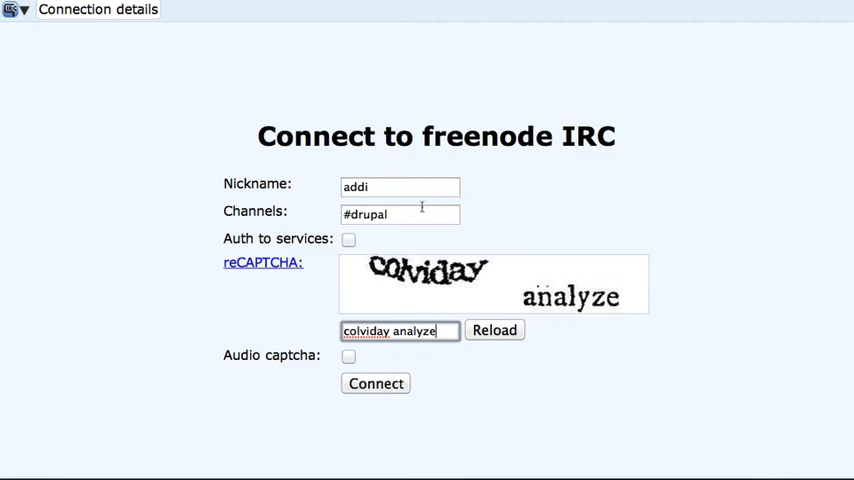 Connection details
Connect to freenode IRC
Nickname: addi
Channels: #drupal
Auth to services:
reCAPTCHA: colviday analyze
colviday analyze Reload
Audio captcha:
Connect